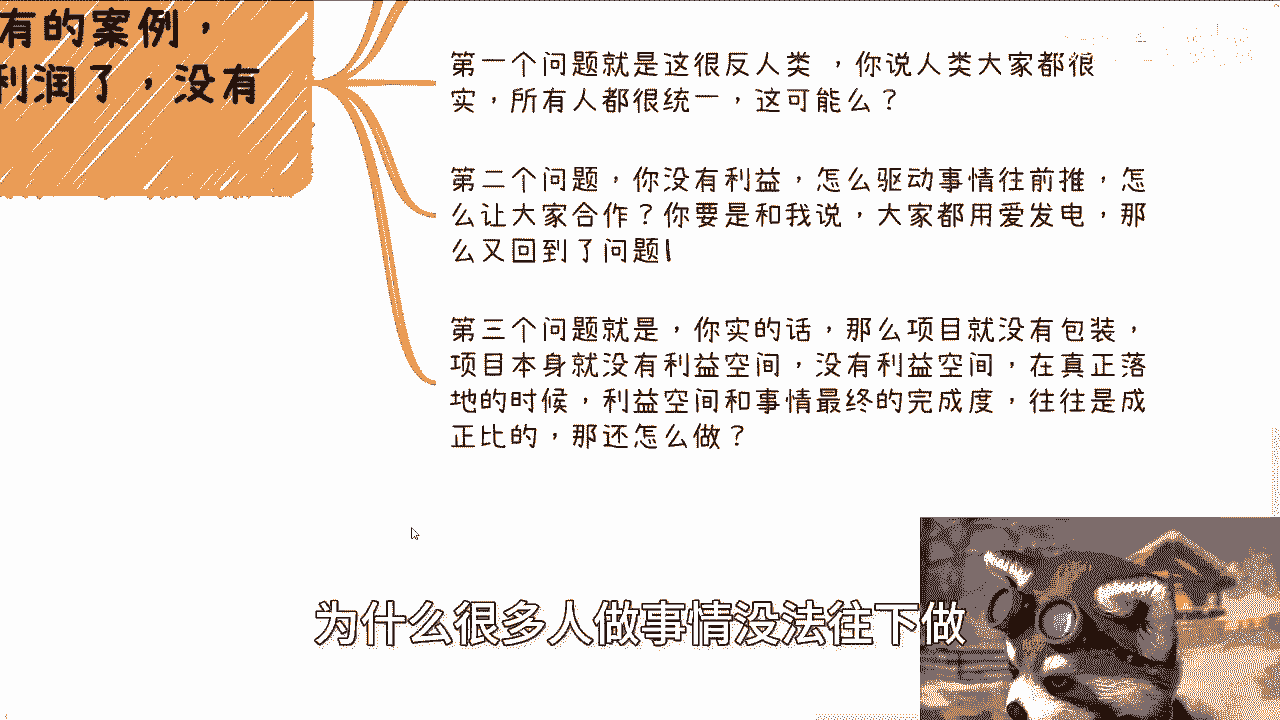 有的案例，
利润了，没有
第一个问题就是这很反人类 ，你说人类大家都很
实，所有人都很统一，这可能么？
第二个问题，你没有利益，怎么驱动事情往前推，怎
么让大家合作？你要是和我说，大家都用爱发电，那
么又回到了问题1
第三个问题就是，你实的话，那么项目就没有包装，
项目本身就没有利益空间，没有利益空间，在真正落
地的时候，利益空间和事情最终的完成度，往往是成
正比的，那还怎么做？
为什么很多人做事情没法往下做